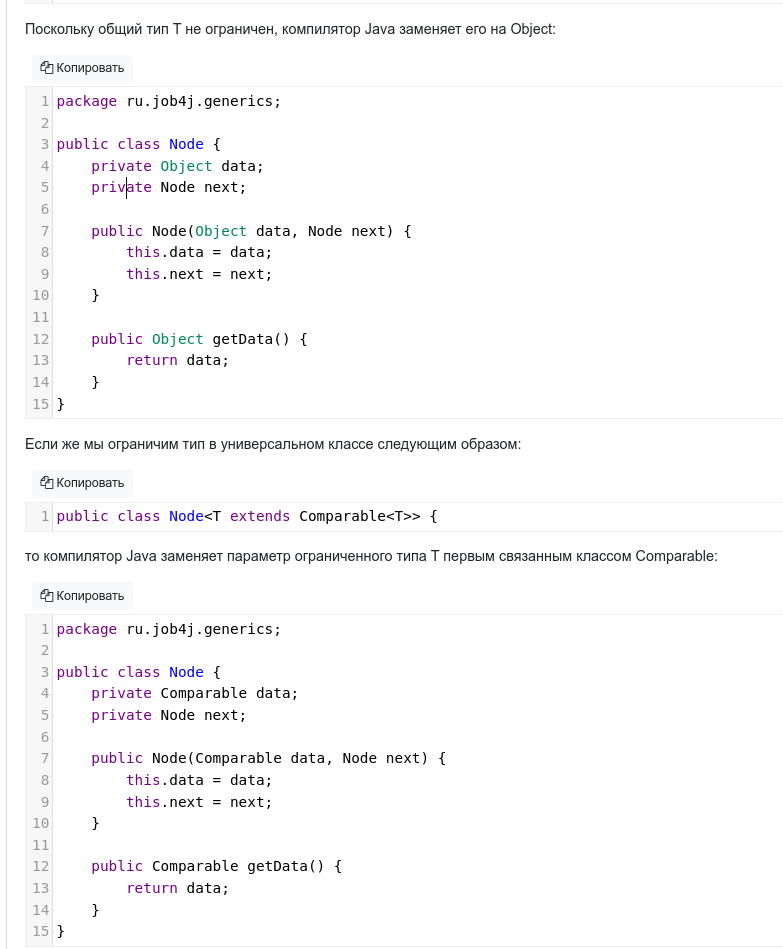 Поскольку общий тип T не ограничен, компилятор Java заменяет его на Object:
Копировать
1 package ru.job4j.generics;
2
3 public class Node {
4     private Object data;
5     private Node next;
6
7     public Node(Object data, Node next) {
8         this.data = data;
9         this.next = next;
10     }
11
12     public Object getData() {
13         return data;
14     }
15 }
Если же мы ограничим тип в универсальном классе следующим образом:
Копировать
1 public class Node<T extends Comparable<T>> {
то компилятор Java заменяет параметр ограниченного типа T первым связанным классом Comparable:
Копировать
1 package ru.job4j.generics;
2
3 public class Node {
4     private Comparable data;
5     private Node next;
6
7     public Node(Comparable data, Node next) {
8         this.data = data;
9         this.next = next;
10     }
11
12     public Comparable getData() {
13         return data;
14     }
15 }